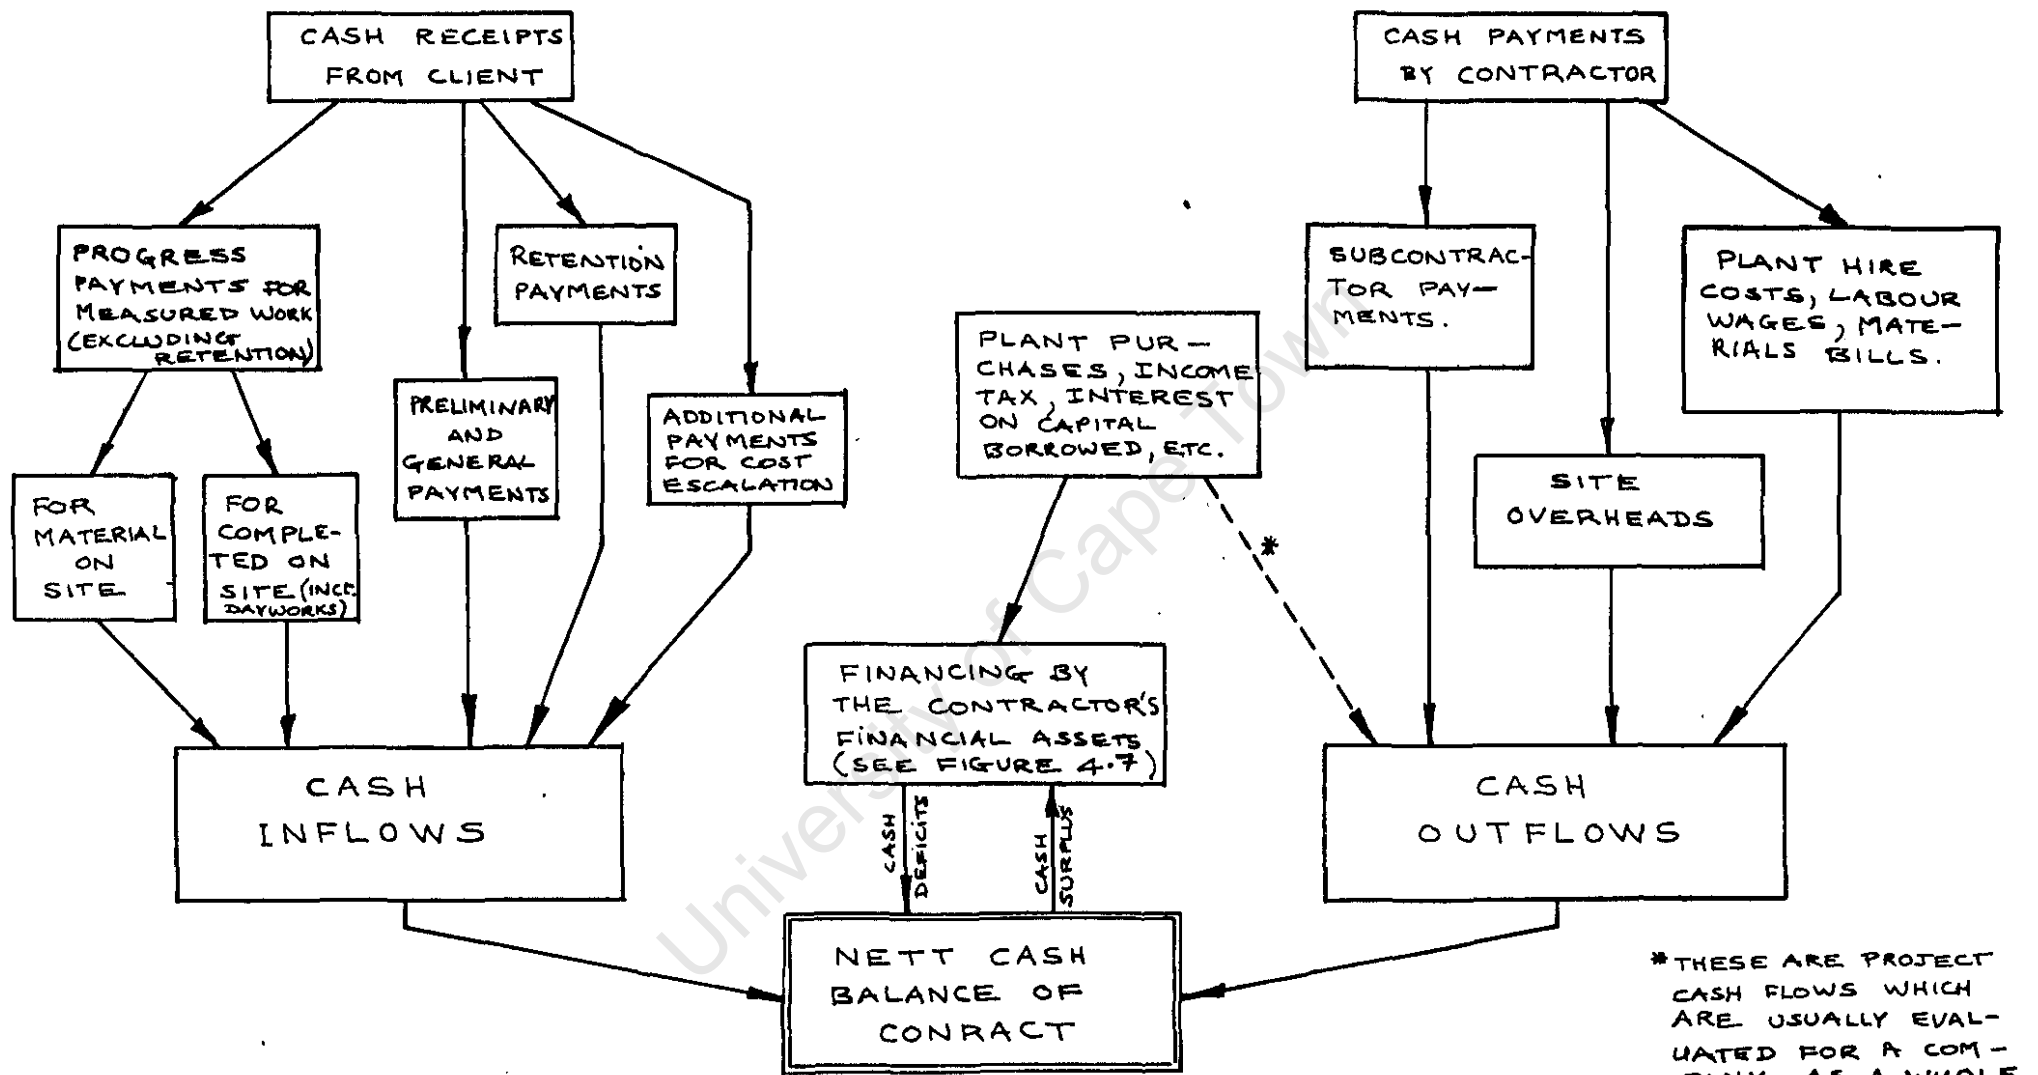 CASH RECEIPTS
FROM CLIENT
CASH PAYMENTS
BY CONTRACTOR
PROGRESS
PAYMENTS FOR
MEASURED WORK
(EXCLUDING
RETENTION)
RETENTION
PAYMENTS
SUBCONTRAC-
TOR PAY-
MENTS.
PLANT HIRE
COSTS, LABOUR
WAGES, MATE-
RIALS BILLS.
PLANT PUR-
CHASES, INCOME
TAX, INTEREST
ON CAPITAL
BORROWED, ETC.
PRELIMINARY
AND
GENERAL
PAYMENTS
ADDITIONAL
PAYMENTS
FOR COST
ESCALATION
FOR
MATERIAL
ON
SITE
FOR
COMPLE-
TED ON
SITE (INCL.
DAYWORKS)
SITE
OVERHEADS
*
FINANCING BY
THE CONTRACTOR'S
FINANCIAL ASSETS
(SEE FIGURE 4.7)
CASH
INFLOWS
CASH
DEFICITS
CASH
SURPLUS
CASH
OUTFLOWS
NETT CASH
BALANCE OF
CONRACT
* THESE ARE PROJECT
CASH FLOWS WHICH
ARE USUALLY EVAL-
UATED FOR A COM-
PANY AS A WHOLE
University of Cape Town